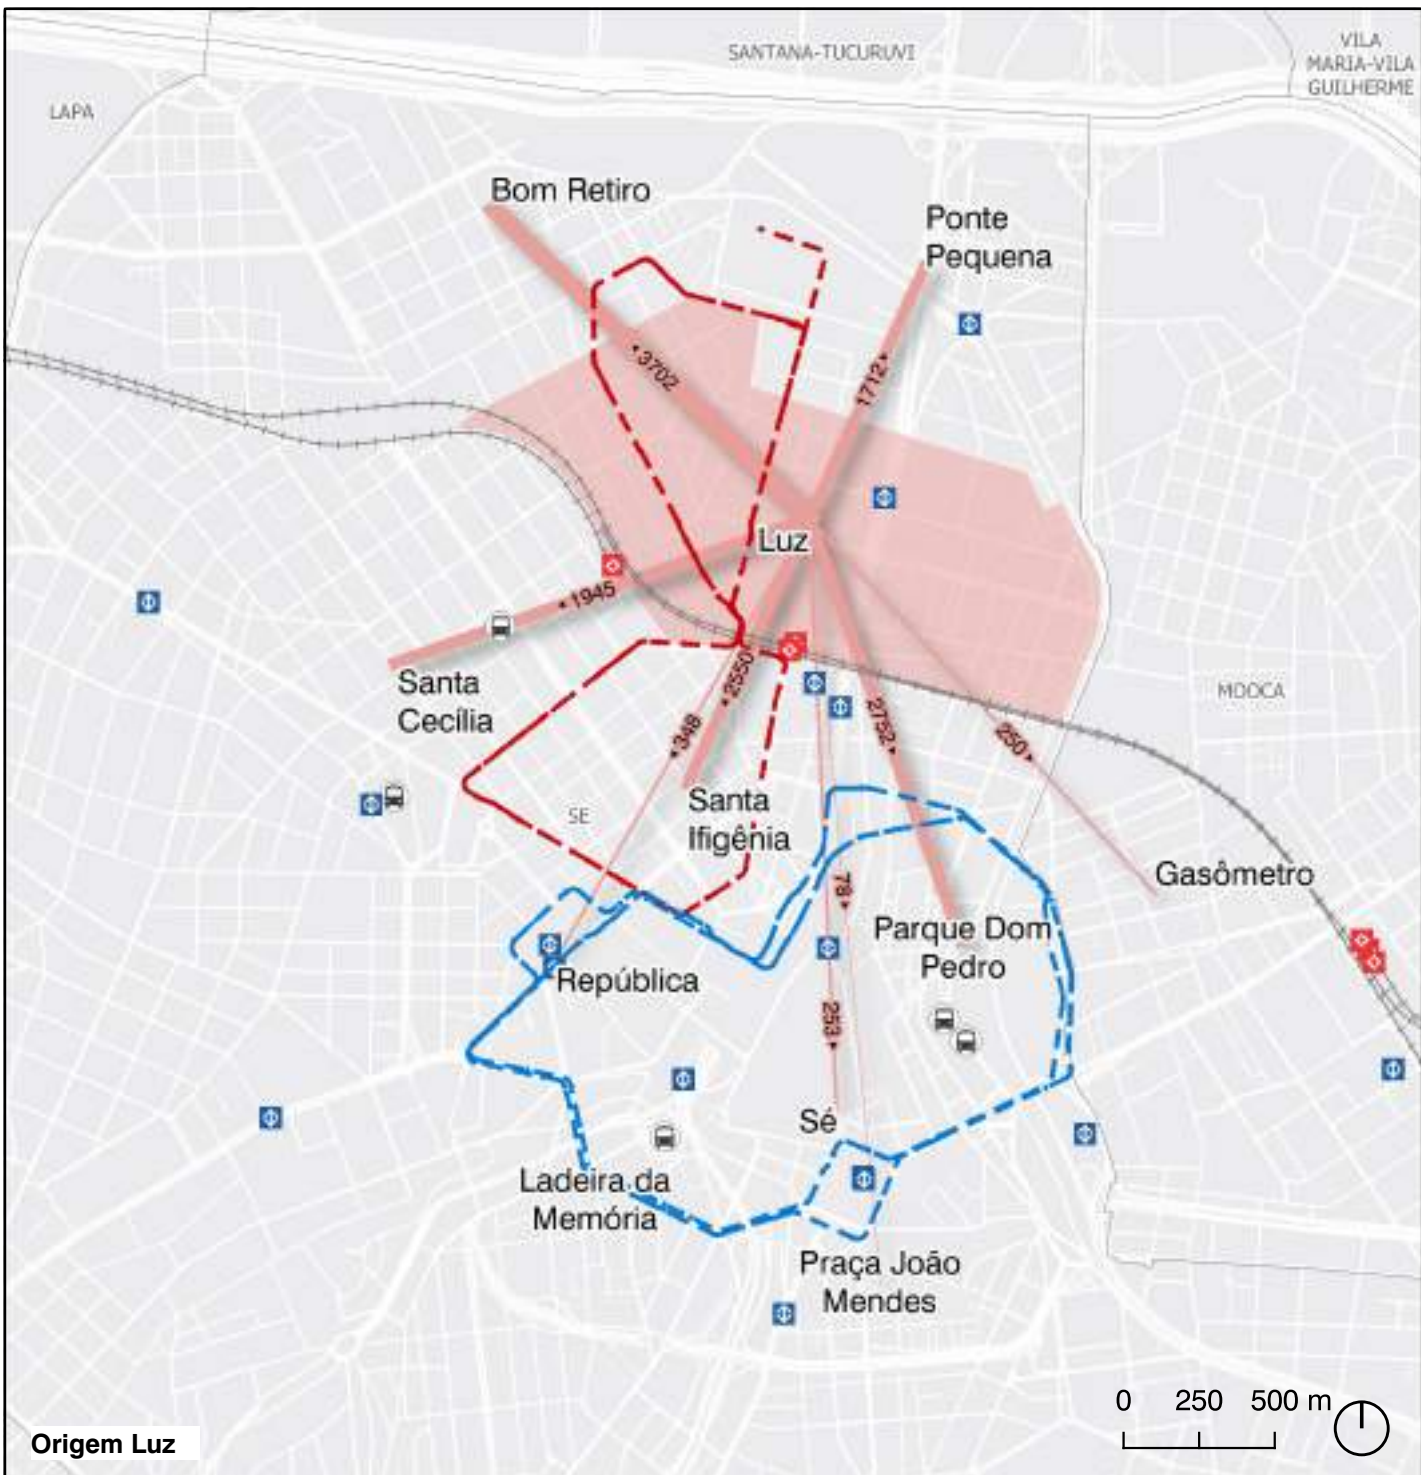 SANTANA-TUCURUVI
VILA
MARIA-VILA
GUILHERME
LAPA
Bom Retiro
Ponte
Pequena
3702
1712
Luz
1945
Santa
Cecília
2550
348
2752
250
MOOCA
Santa
Ifigênia
SE
78
Gasômetro
Parque Dom
Pedro
República
253
Sé
Ladeira da
Memória
Praça João
Mendes
0 250 500 m
Origem Luz